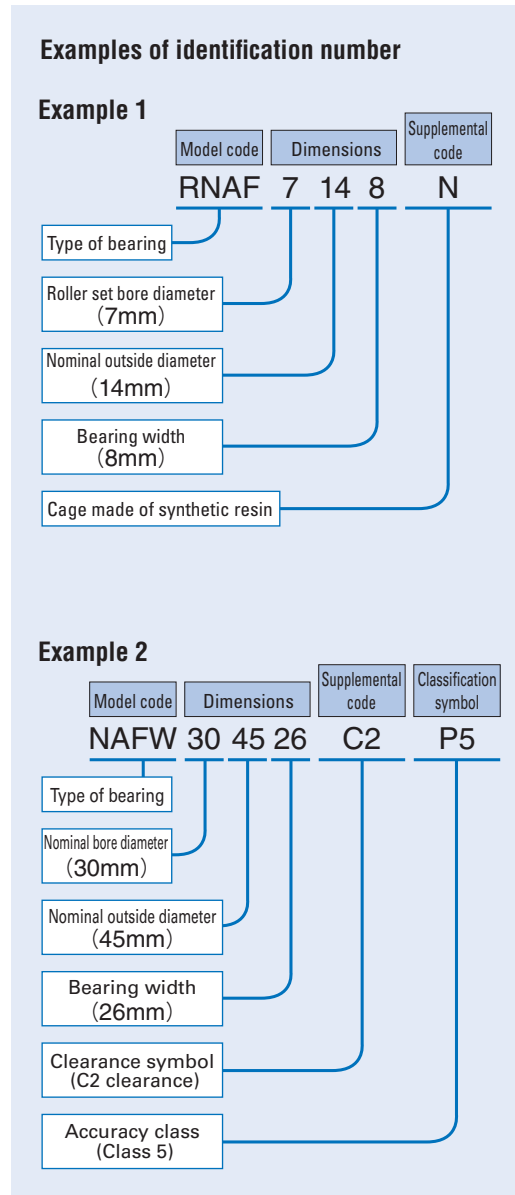 Examples of identification number
Example 1
Model code Dimensions Supplemental code
RNAF 7 14 8 N
Type of bearing
Roller set bore diameter
（7mm）
Nominal outside diameter
（14mm）
Bearing width
（8mm）
Cage made of synthetic resin
Example 2
Model code Dimensions Supplemental code Classification symbol
NAFW 30 45 26 C2 P5
Type of bearing
Nominal bore diameter
（30mm）
Nominal outside diameter
（45mm）
Bearing width
（26mm）
Clearance symbol
(C2 clearance)
Accuracy class
(Class 5)